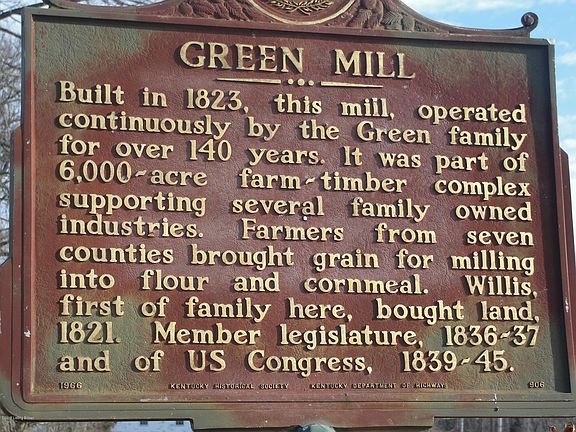 GREEN MILL
Built in 1823, this mill, operated
continuously by the Green family
for over 140 years. It was part of
6,000-acre farm-timber complex
supporting several family owned
industries. Farmers from seven
counties brought grain for milling
into flour and cornmeal. Willis,
first of family here, bought land,
1821. Member legislature, 1836-37
and of US Congress, 1839-45.
1966 KENTUCKY HISTORICAL SOCIETY KENTUCKY DEPARTMENT OF HIGHWAYS 906